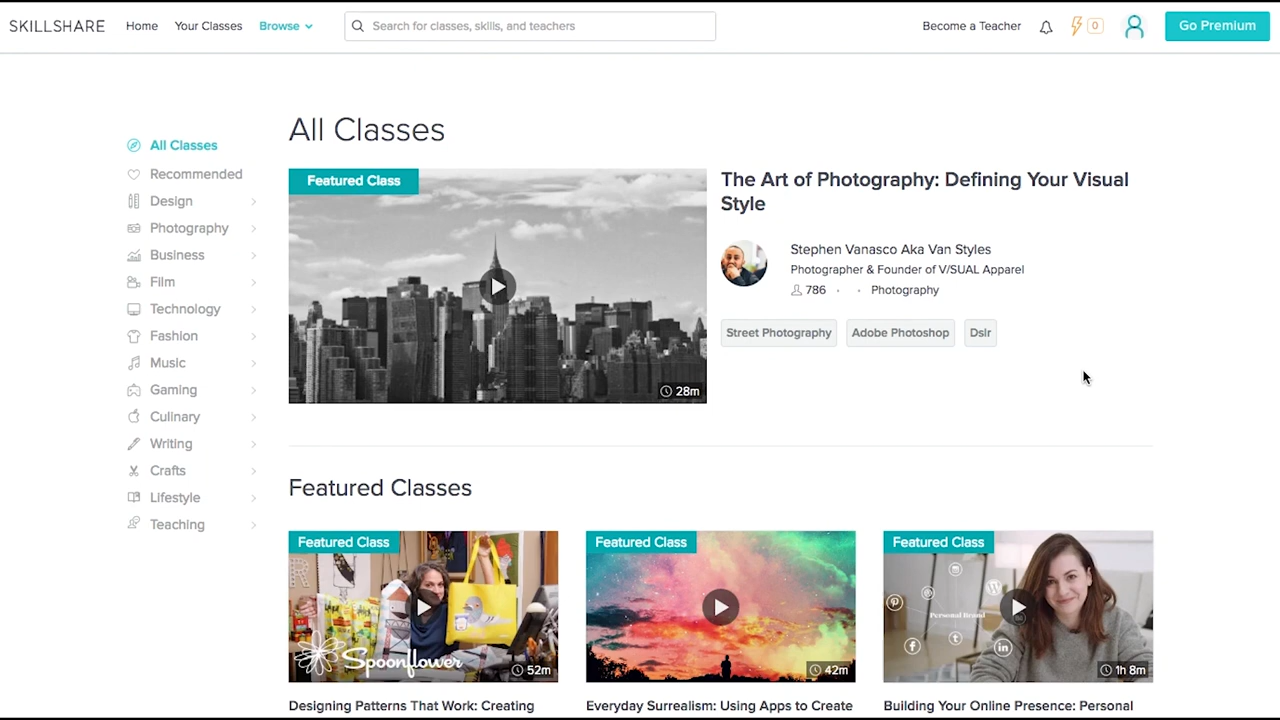 SKILLSHARE Home Your Classes Browse Search for classes, skills, and teachers Become a Teacher 0 Go Premium
All Classes
Recommended
Design
Photography
Business
Film
Technology
Fashion
Music
Gaming
Culinary
Writing
Crafts
Lifestyle
Teaching
All Classes
Featured Class
28m
The Art of Photography: Defining Your Visual
Style
Stephen Vanasco Aka Van Styles
Photographer & Founder of V/SUAL Apparel
786 · · Photography
Street Photography Adobe Photoshop Dslr
Featured Classes
Featured Class
Spoonflower
52m
Designing Patterns That Work: Creating
Featured Class
42m
Everyday Surrealism: Using Apps to Create
Featured Class
Personal Brand
1h 8m
Building Your Online Presence: Personal